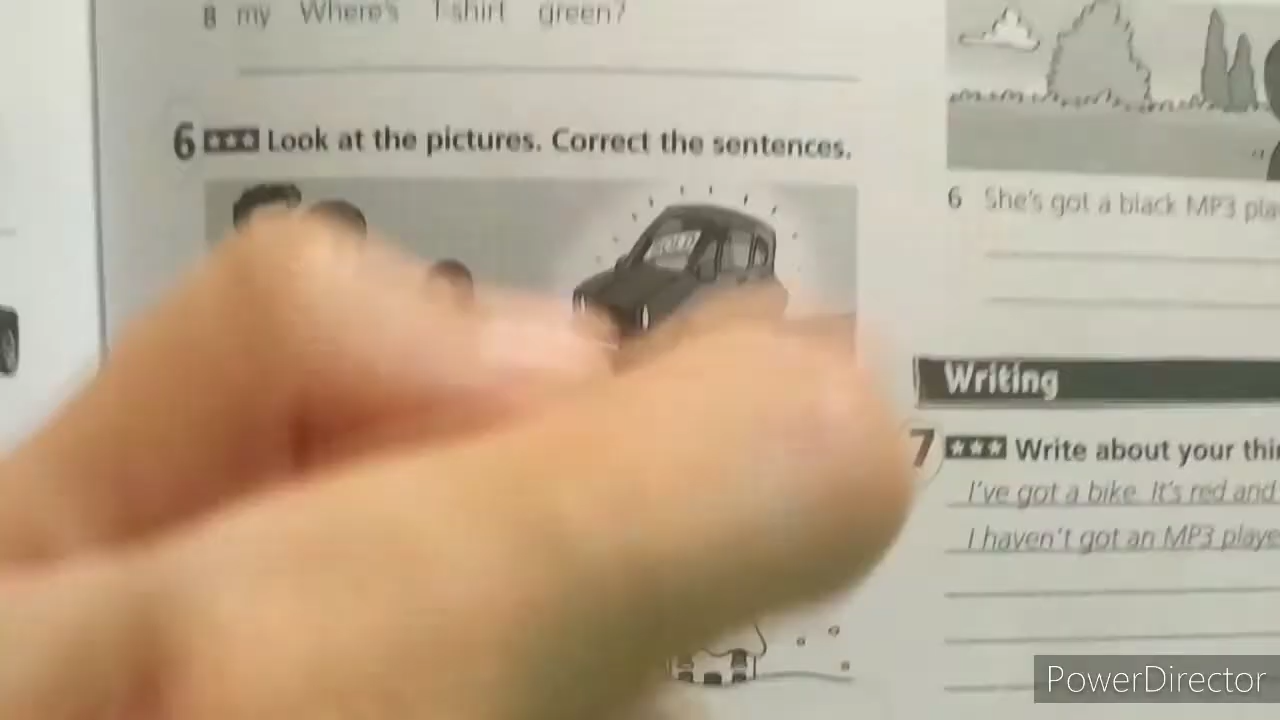 8 my Where's T-shirt green?
6 *** Look at the pictures. Correct the sentences.
SOLD
6 She's got a black MP3
Writing
7 *** Write about your
I've got a bike. It's red and
I haven't got an MP3
PowerDirector